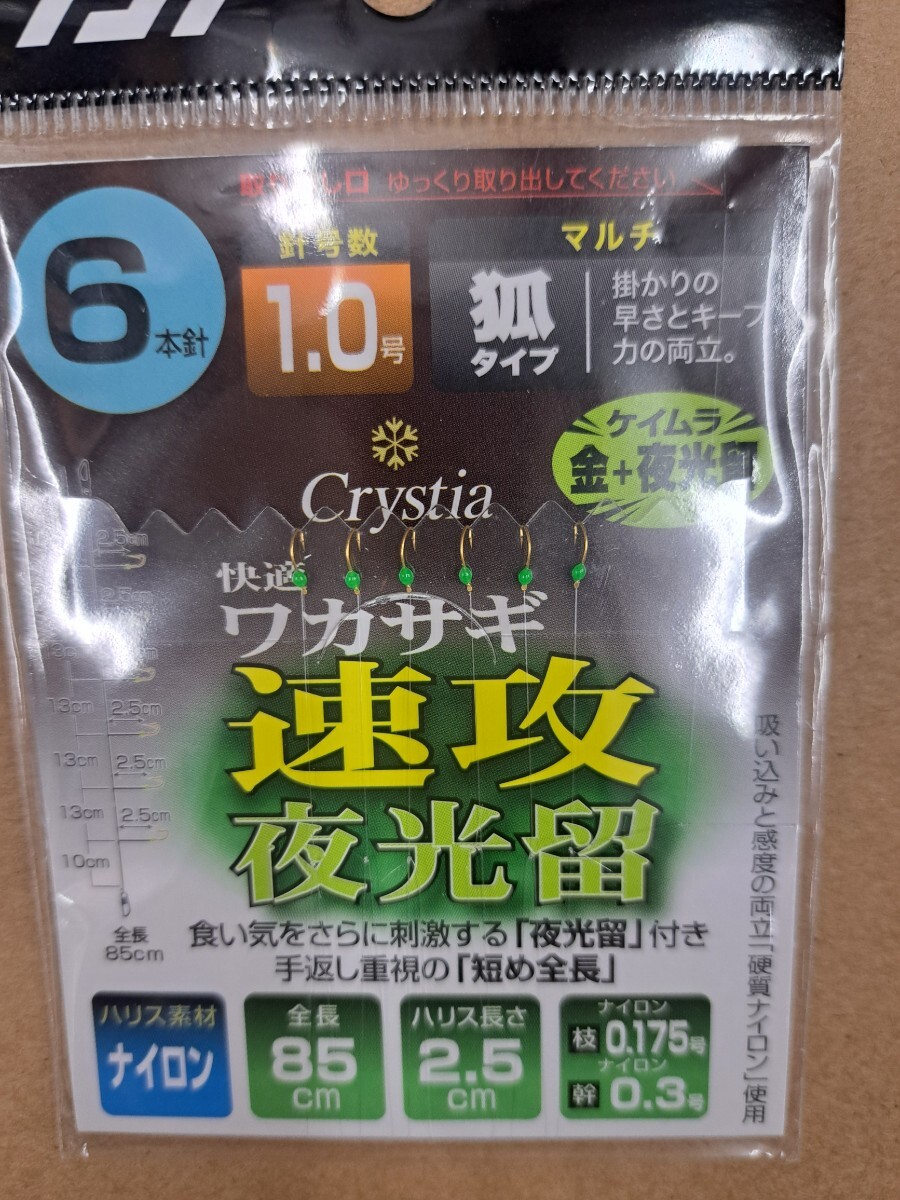 取り出し口 ゆっくり取り出してください
6本針
針号数
1.0号
マルチ
狐
タイプ
掛かりの
早さとキープ
力の両立。
ケイムラ
金+夜光留
Crystia
快適
ワカサギ
速攻
夜光留
2.5cm
2.5cm
13cm 2.5cm
13cm 2.5cm
13cm 2.5cm
10cm
全長
85cm
食い気をさらに刺激する「夜光留」付き
手返し重視の「短め全長」
吸い込みと感度の両立「硬質ナイロン」使用
ハリス素材
ナイロン
全長
85
cm
ハリス長さ
2.5
cm
ナイロン
枝 0.175号
ナイロン
幹 0.3号